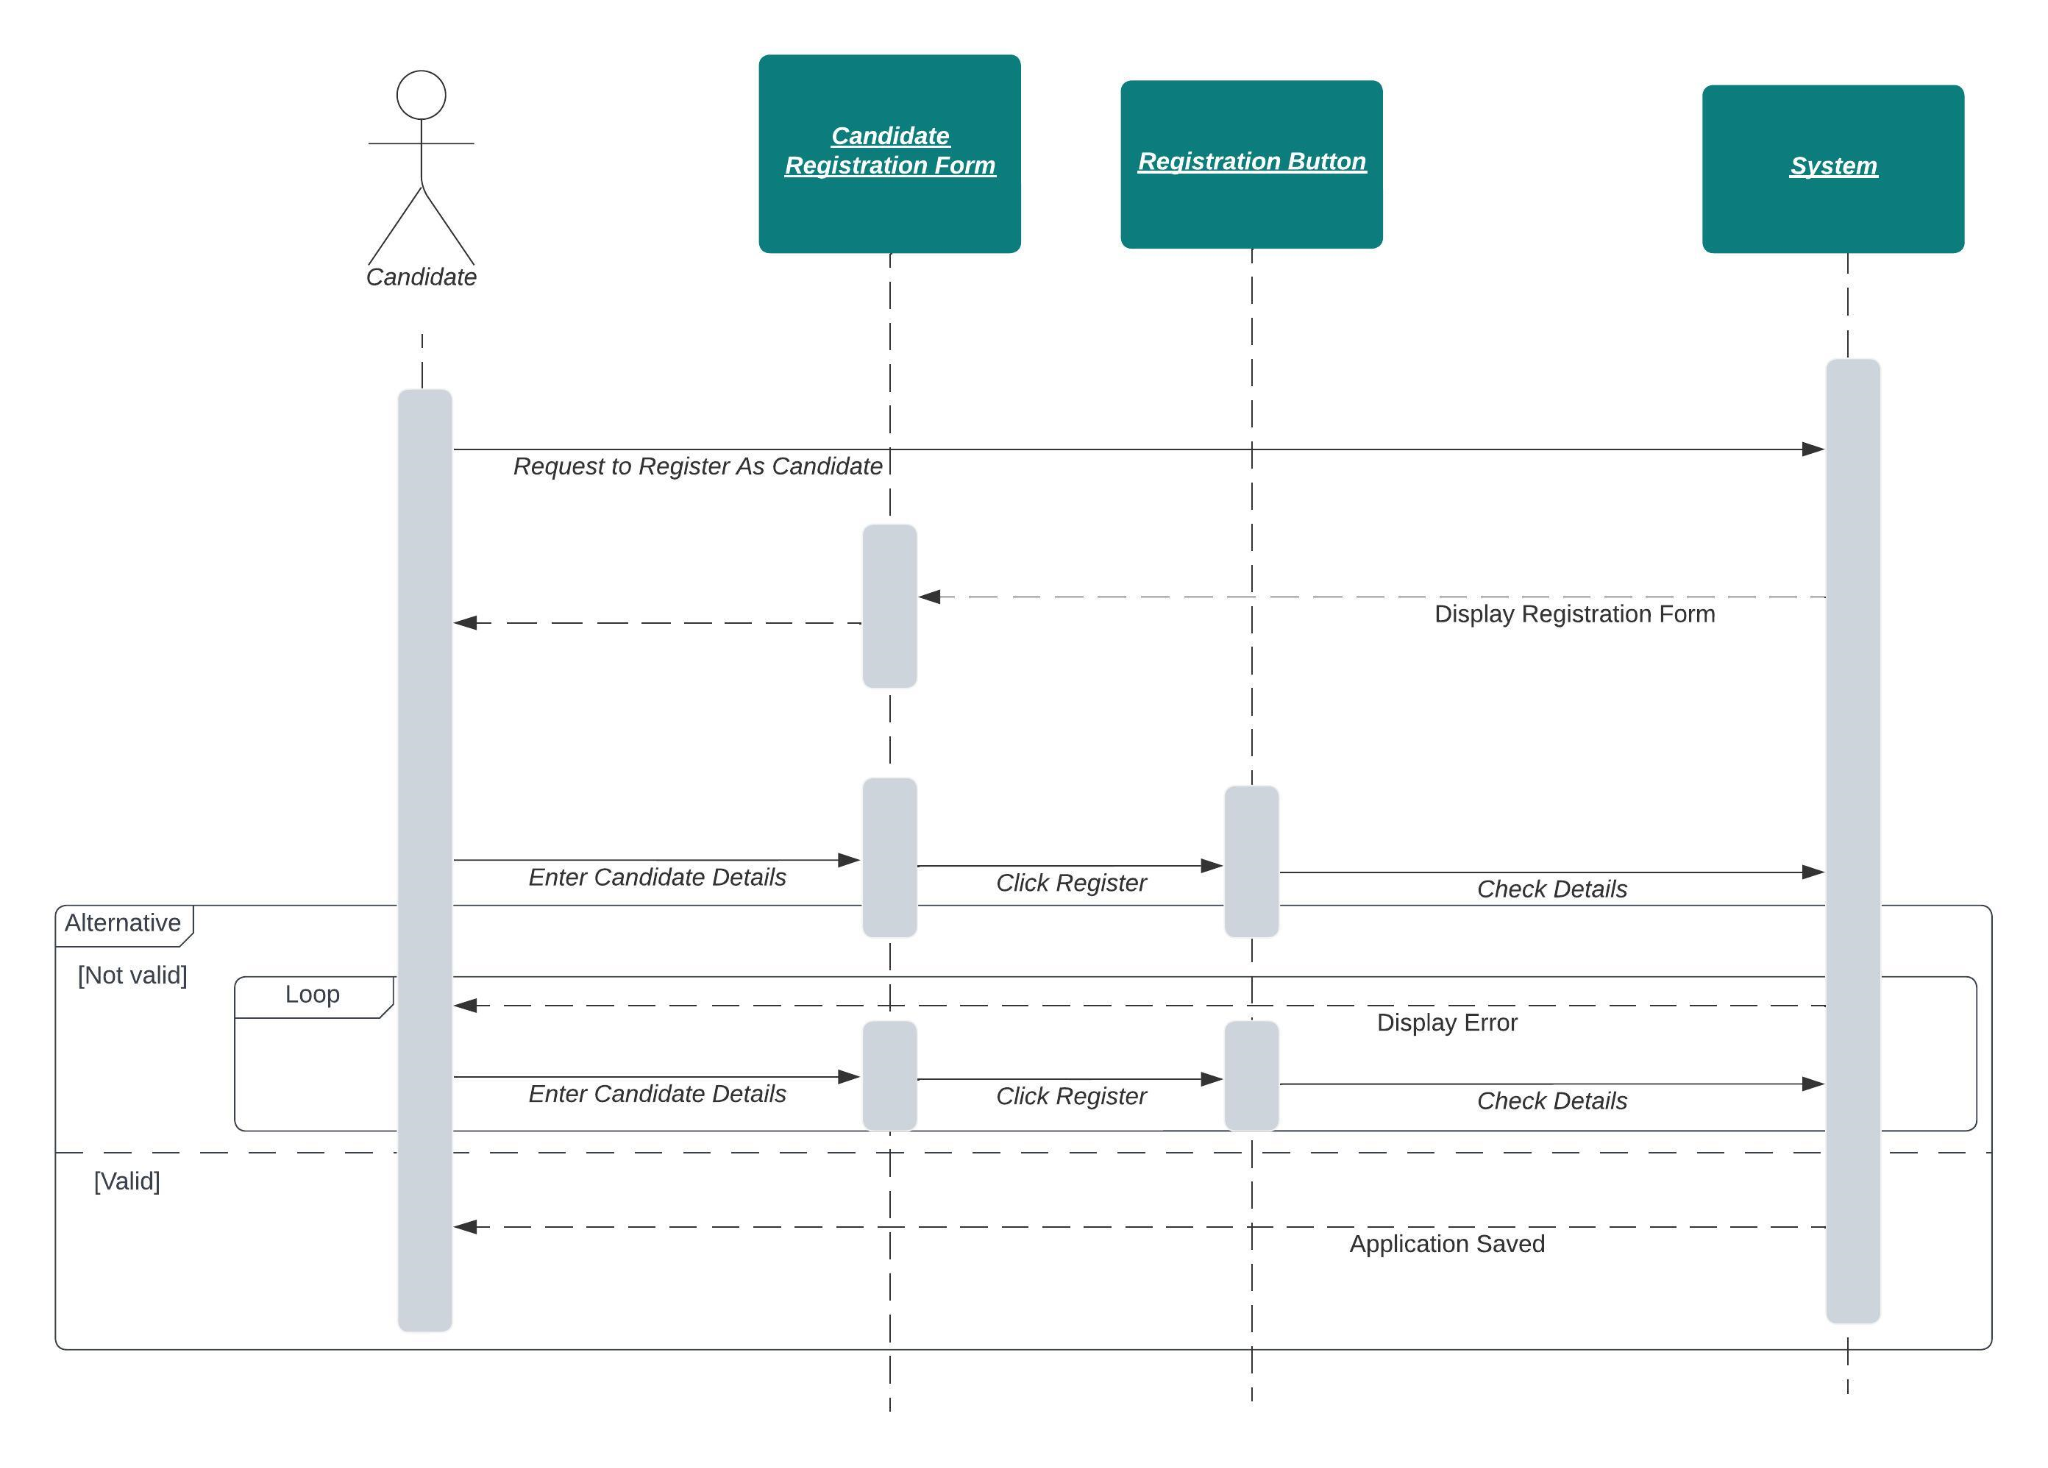 Candidate
Registration Form
Registration Button
System
Candidate
Request to Register As Candidate
Display Registration Form
Enter Candidate Details
Click Register
Check Details
Alternative
[Not valid]
Loop
Display Error
Enter Candidate Details
Click Register
Check Details
[Valid]
Application Saved